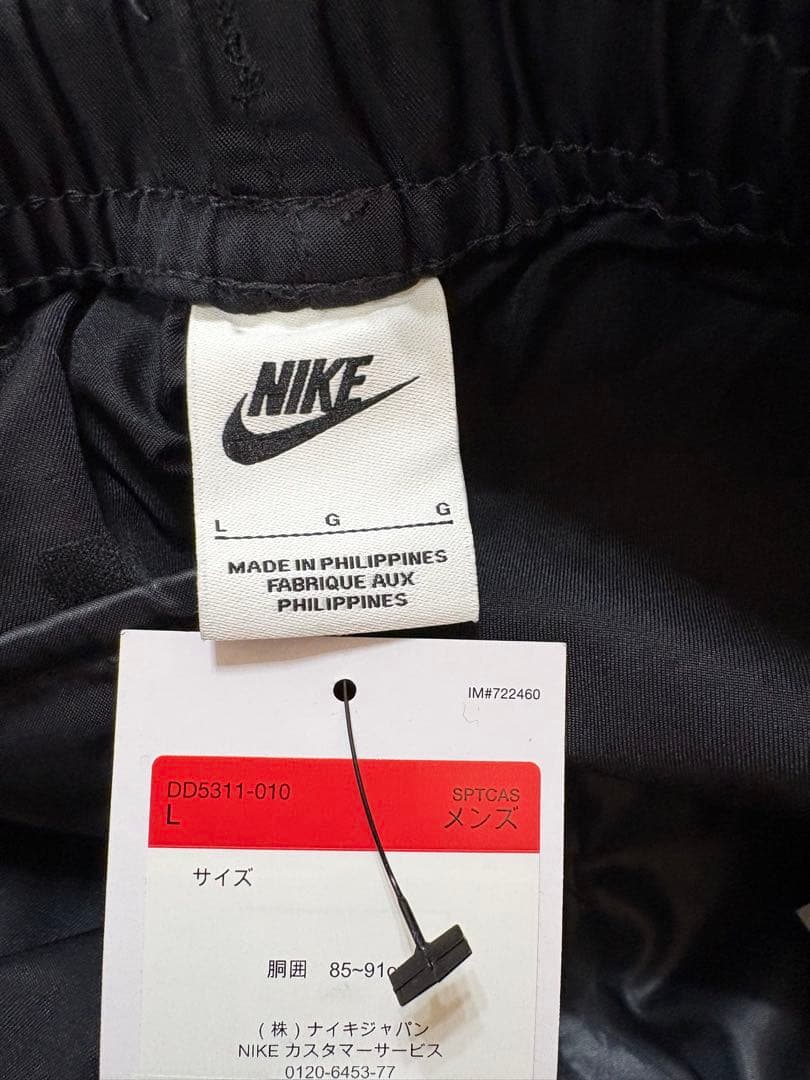 NIKE
L G G
MADE IN PHILIPPINES
FABRIQUE AUX
PHILIPPINES
IM#722460
DD5311-010 SPTCAS
L メンズ
サイズ
胴囲 85~91c
(株)ナイキジャパン
NIKE カスタマーサービス
0120-6453-77